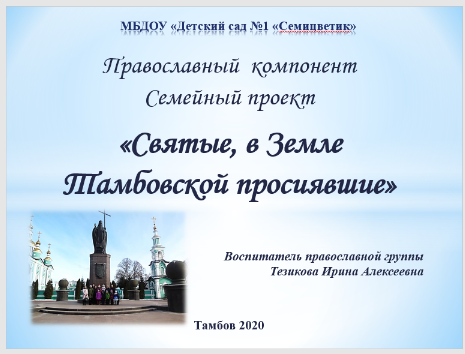 МБДОУ «Детский сад №1 «Семицветик»
Православный компонент
Семейный проект
«Святые, в Земле
Тамбовской просиявшие»
Воспитатель православной группы
Тезикова Ирина Алексеевна
Тамбов 2020